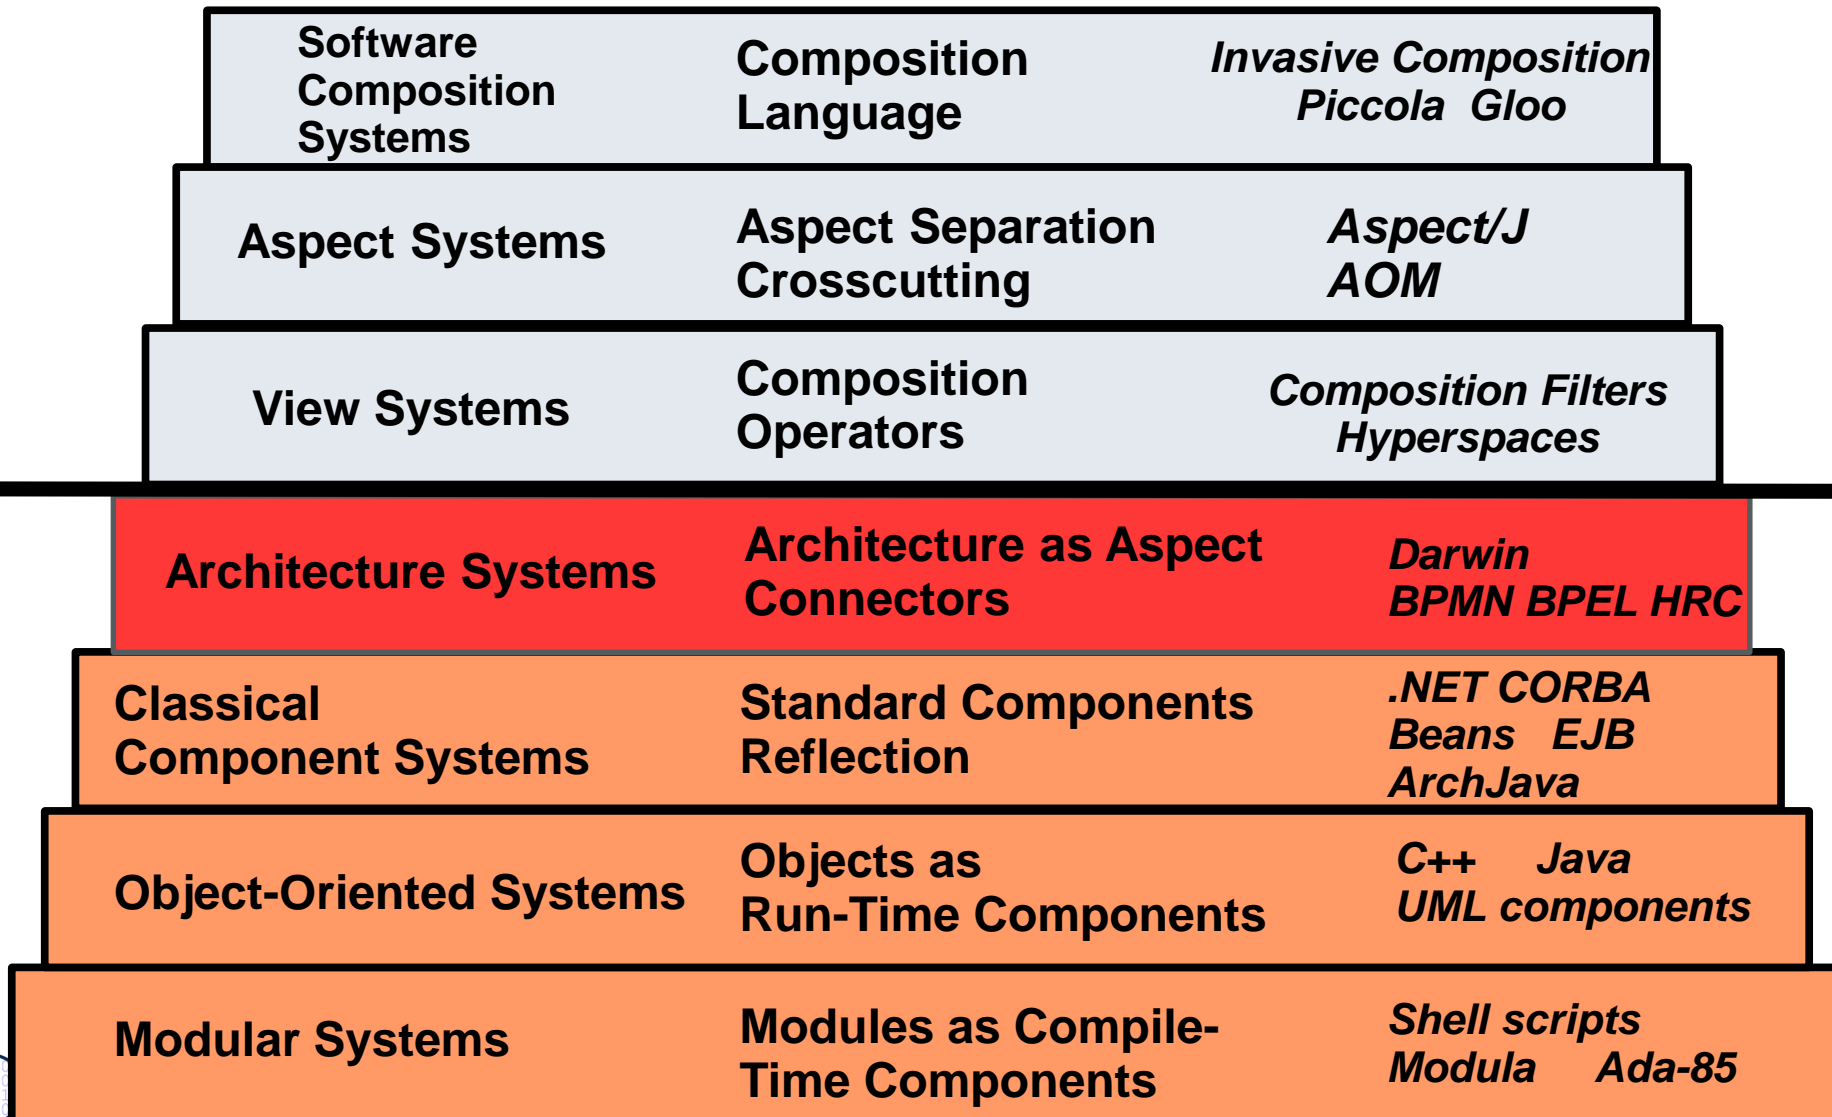 Software
Composition
Systems
Composition
Language
Invasive Composition
Piccola Gloo
Aspect Systems
Aspect Separation
Crosscutting
Aspect/J
AOM
View Systems
Composition
Operators
Composition Filters
Hyperspaces
Architecture Systems
Architecture as Aspect
Connectors
Darwin
BPMN BPEL HRC
Classical
Component Systems
Standard Components
Reflection
.NET CORBA
Beans EJB
ArchJava
Object-Oriented Systems
Objects as
Run-Time Components
C++ Java
UML components
Modular Systems
Modules as Compile-
Time Components
Shell scripts
Modula Ada-85